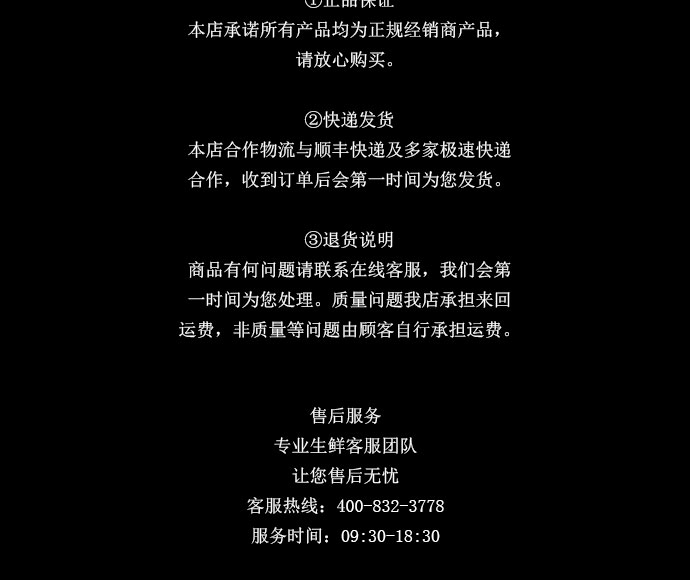 ①正品保证
本店承诺所有产品均为正规经销商产品，
请放心购买。
②快递发货
本店合作物流与顺丰快递及多家极速快递
合作，收到订单后会第一时间为您发货。
③退货说明
商品有何问题请联系在线客服，我们会第
一时间为您处理。质量问题我店承担来回
运费，非质量等问题由顾客自行承担运费。
售后服务
专业生鲜客服团队
让您售后无忧
客服热线：400-832-3778
服务时间：09:30-18:30